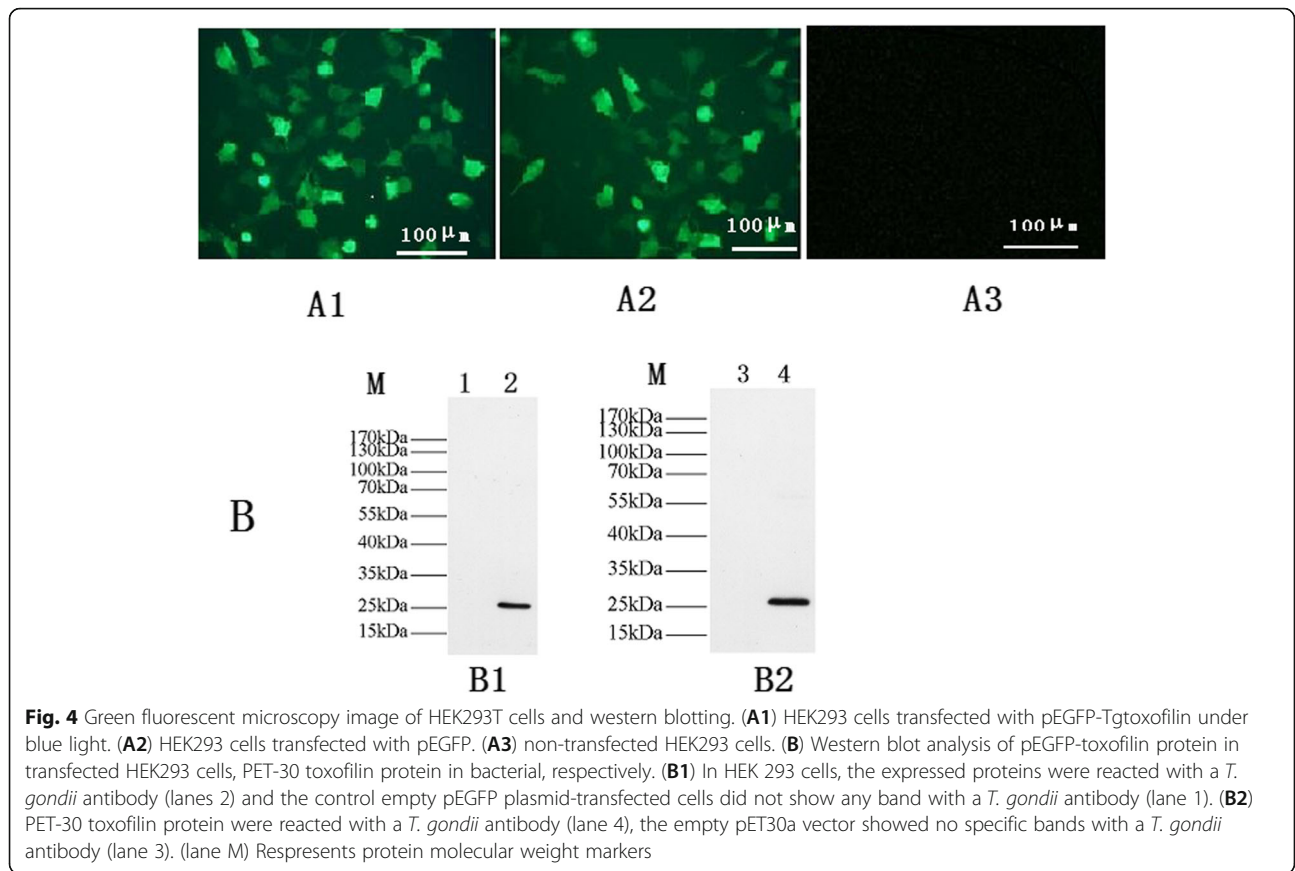 100 μm
100 μm
100 μm
A1
A2
A3
M 1 2
170kDa
130kDa
100kDa
70kDa
55kDa
40kDa
35kDa
25kDa
15kDa
B
B1
M 3 4
170kDa
130kDa
100kDa
70kDa
55kDa
40kDa
35kDa
25kDa
15kDa
B2
Fig. 4 Green fluorescent microscopy image of HEK293T cells and western blotting. (A1) HEK293 cells transfected with pEGFP-Tgtoxofilin under
blue light. (A2) HEK293 cells transfected with pEGFP. (A3) non-transfected HEK293 cells. (B) Western blot analysis of pEGFP-toxofilin protein in
transfected HEK293 cells, PET-30 toxofilin protein in bacterial, respectively. (B1) In HEK 293 cells, the expressed proteins were reacted with a T.
gondii antibody (lanes 2) and the control empty pEGFP plasmid-transfected cells did not show any band with a T. gondii antibody (lane 1). (B2)
PET-30 toxofilin protein were reacted with a T. gondii antibody (lane 4), the empty pET30a vector showed no specific bands with a T. gondii
antibody (lane 3). (lane M) Respresents protein molecular weight markers